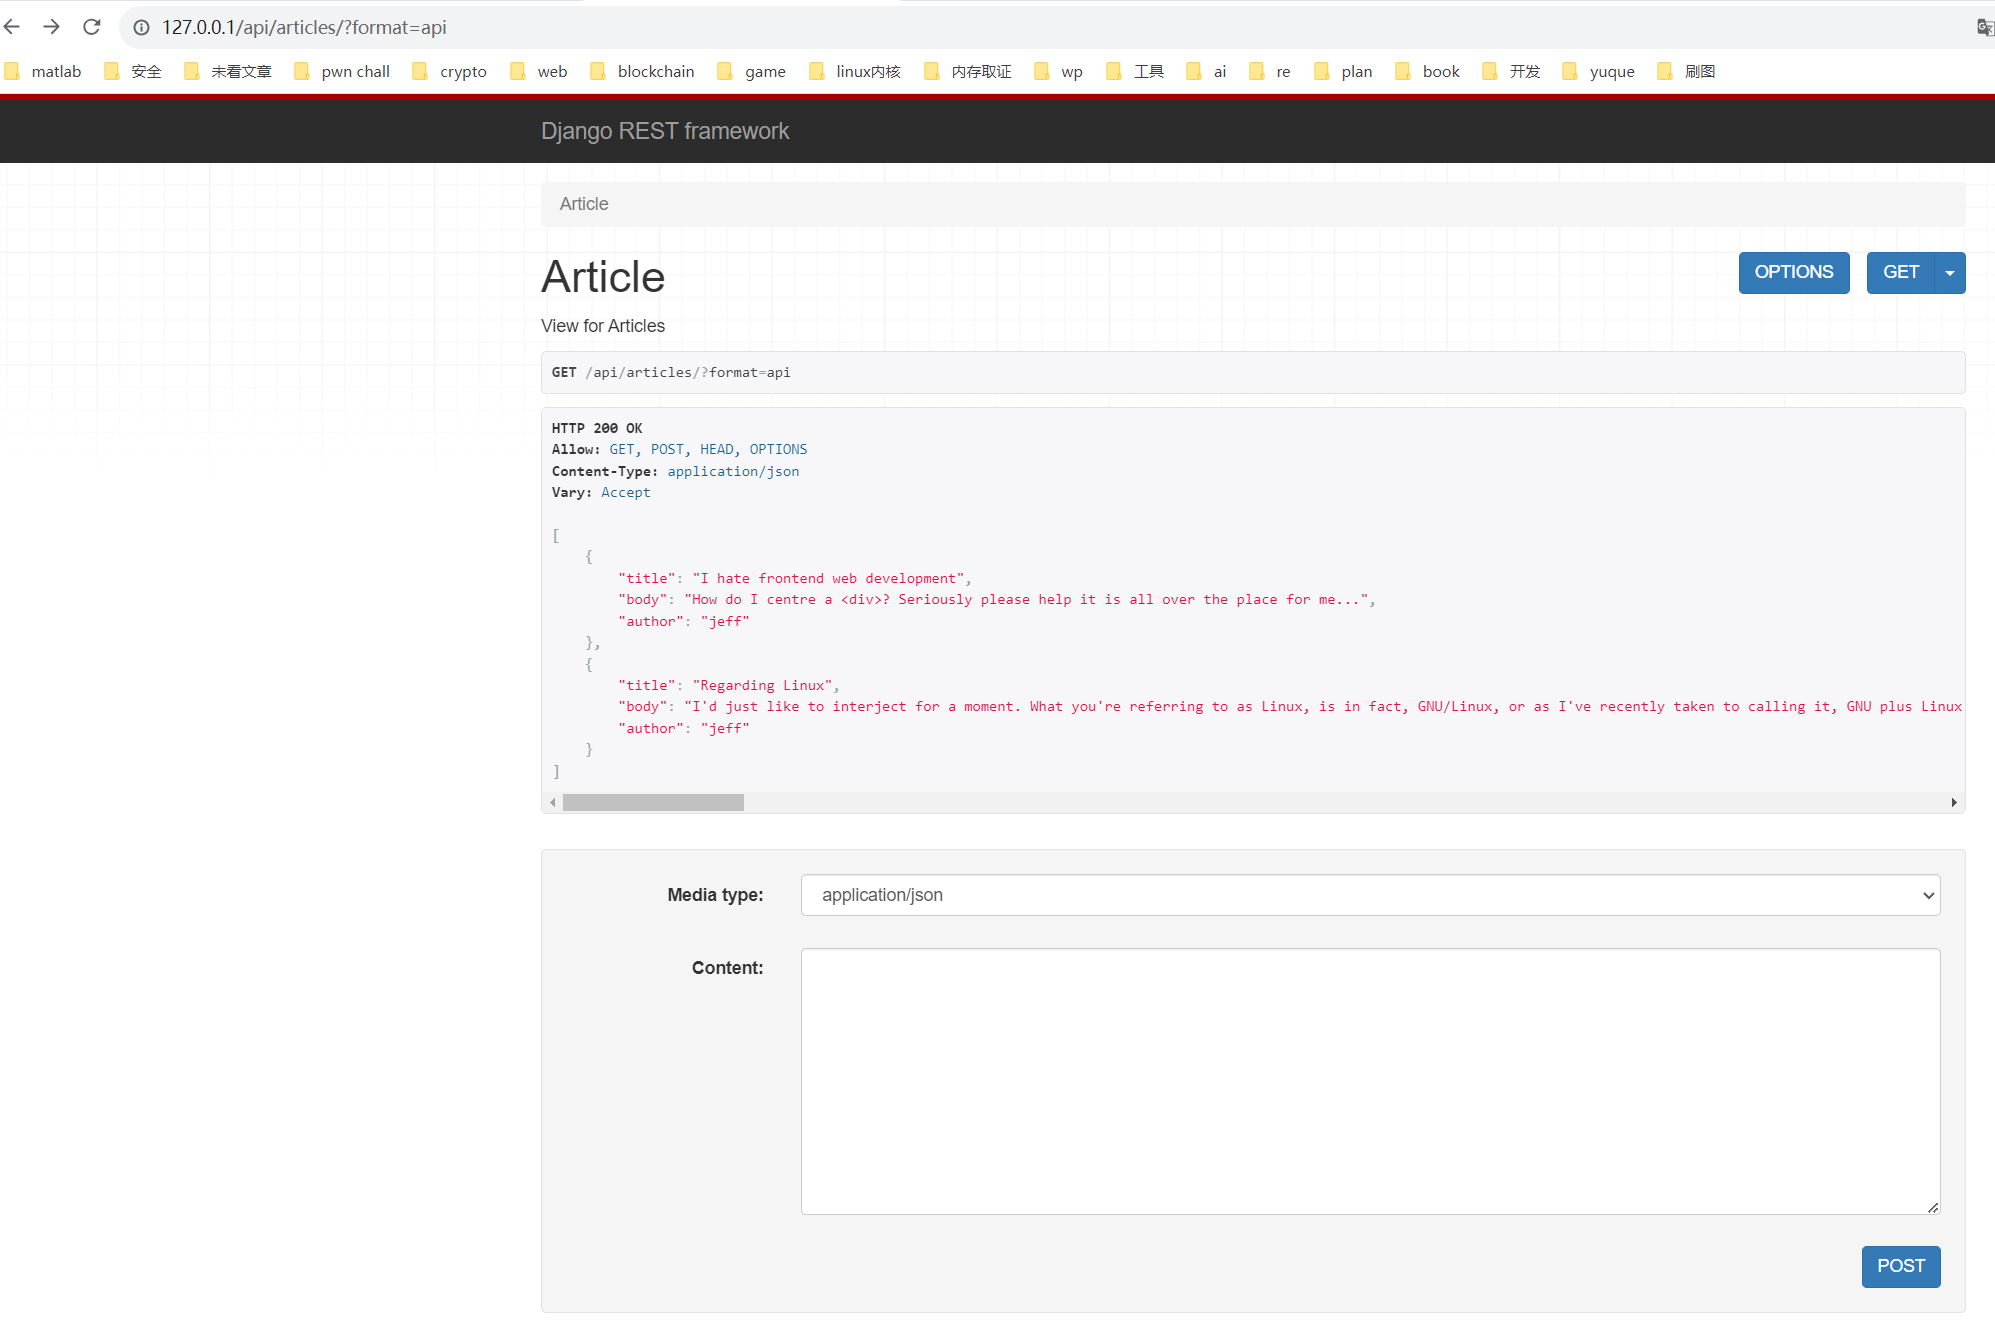 127.0.0.1/api/articles/?format=api
matlab 安全 未看文章 pwn chall crypto web blockchain game linux内核 内存取证 wp 工具 ai re plan book 开发 yuque 刷图
Django REST framework
Article
Article
OPTIONS GET
View for Articles
GET /api/articles/?format=api
HTTP 200 OK
Allow: GET, POST, HEAD, OPTIONS
Content-Type: application/json
Vary: Accept
[
{
"title": "I hate frontend web development",
"body": "How do I centre a <div>? Seriously please help it is all over the place for me...",
"author": "jeff"
},
{
"title": "Regarding Linux",
"body": "I'd just like to interject for a moment. What you're referring to as Linux, is in fact, GNU/Linux, or as I've recently taken to calling it, GNU plus Linux
"author": "jeff"
}
]
Media type: application/json
Content:
POST